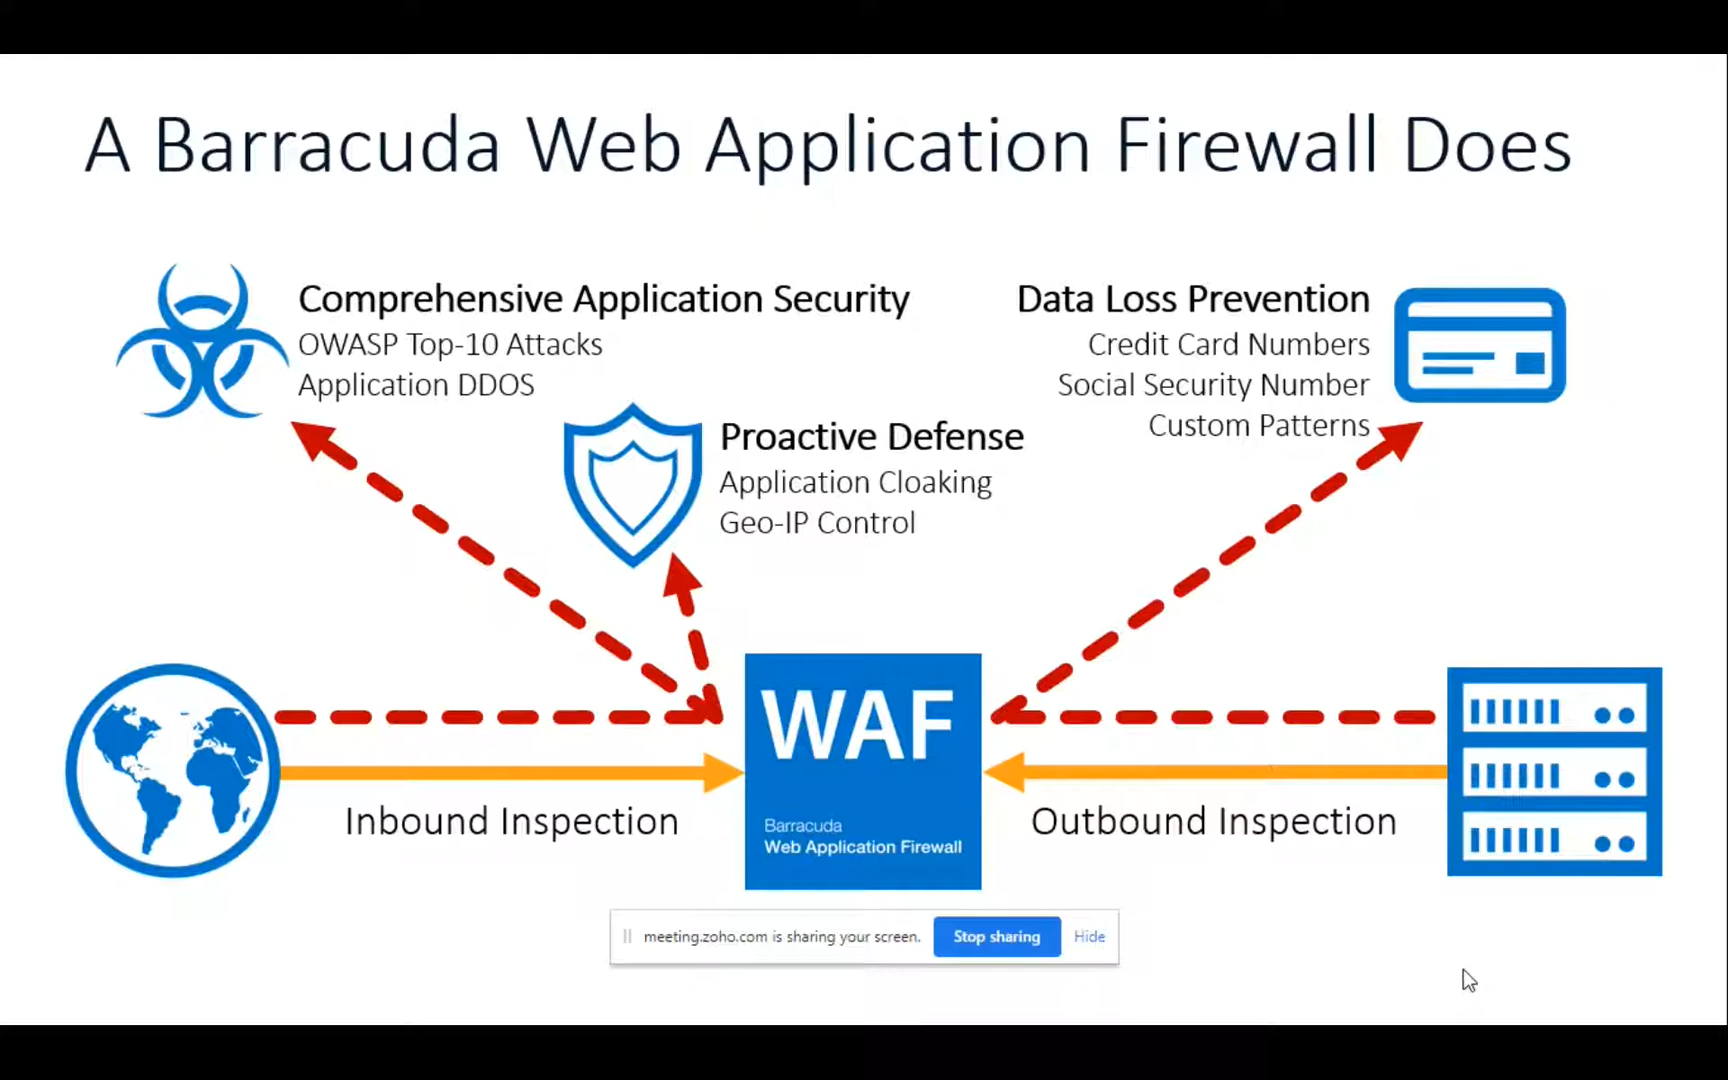 A Barracuda Web Application Firewall Does
Comprehensive Application Security
OWASP Top-10 Attacks
Application DDOS
Proactive Defense
Application Cloaking
Geo-IP Control
Data Loss Prevention
Credit Card Numbers
Social Security Number
Custom Patterns
Inbound Inspection
WAF
Barracuda
Web Application Firewall
Outbound Inspection
meeting.zoho.com is sharing your screen.
Stop sharing
Hide